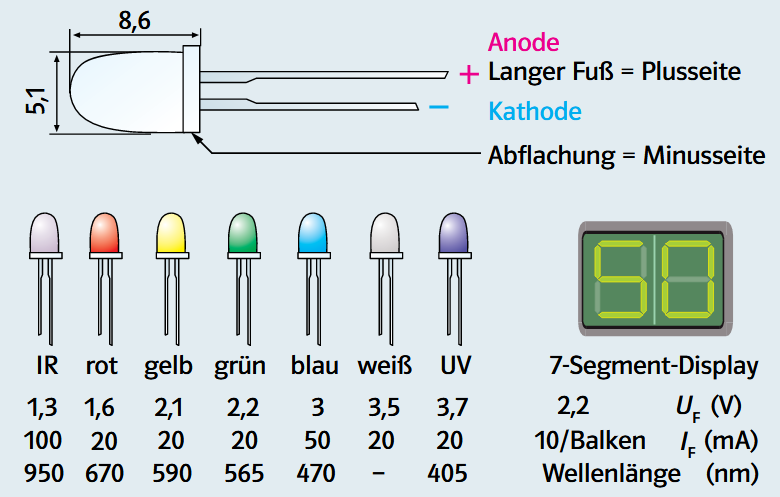 8,6
5,1
Anode
+ Langer Fuß = Plusseite
− Kathode
Abflachung = Minusseite
50
IR rot gelb grün blau weiß UV 7-Segment-Display
1,3 1,6 2,1 2,2 3 3,5 3,7 2,2 UF (V)
100 20 20 20 50 20 20 10/Balken IF (mA)
950 670 590 565 470 – 405 Wellenlänge (nm)